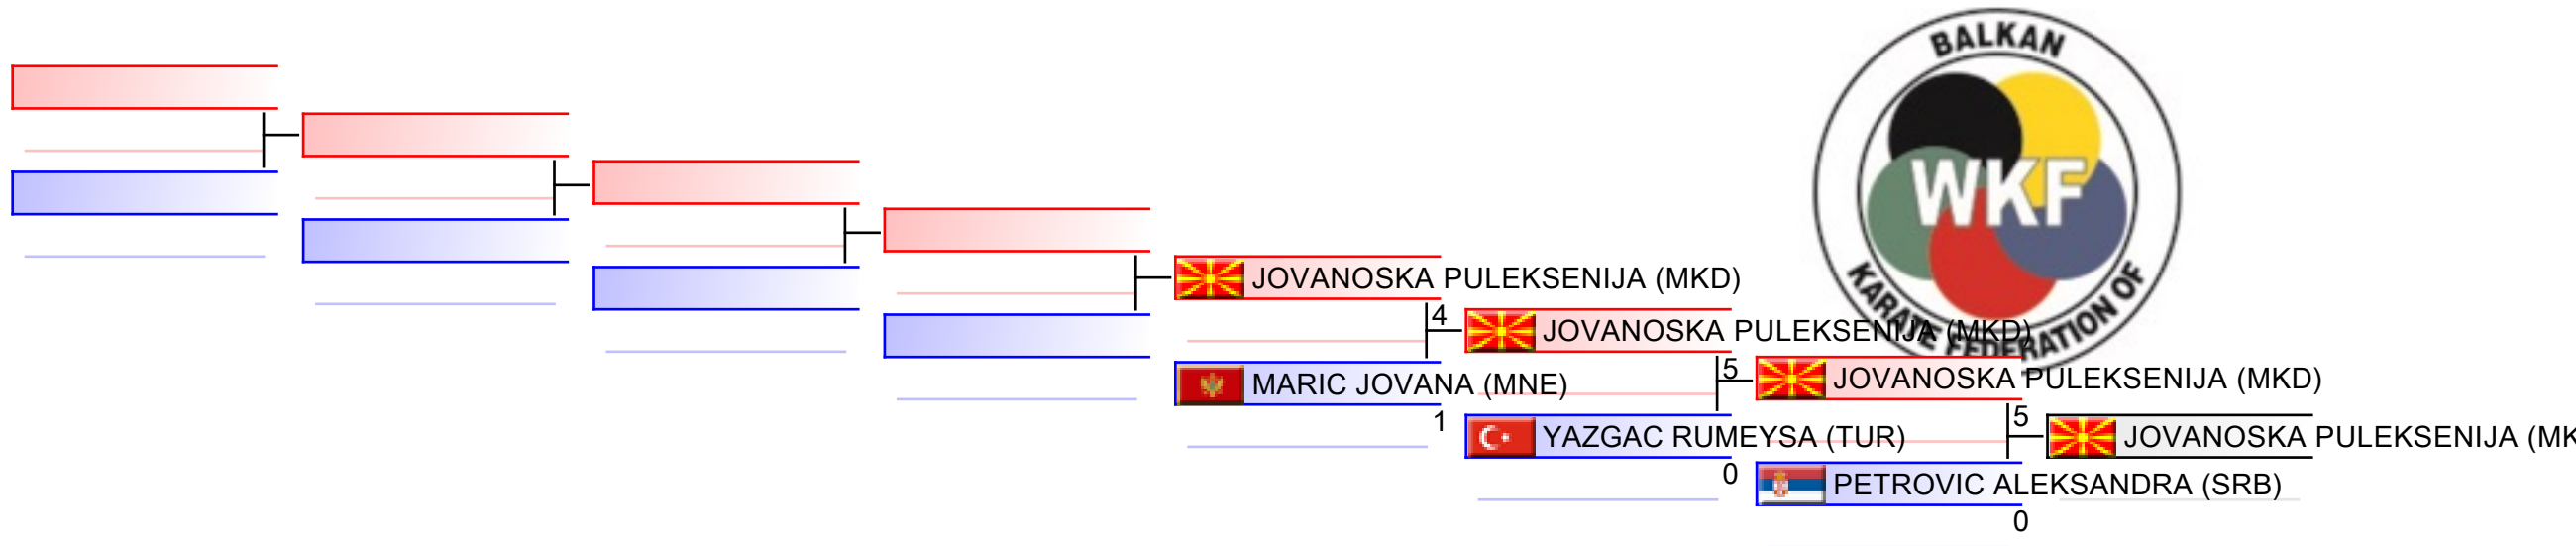 BALKAN
WKF
KARATE FEDERATION OF
JOVANOSKA PULEKSENIJA (MKD)
4
JOVANOSKA PULEKSENIJA (MKD)
MARIC JOVANA (MNE)
1
5
JOVANOSKA PULEKSENIJA (MKD)
YAZGAC RUMEYSA (TUR)
0
5
JOVANOSKA PULEKSENIJA (MK
PETROVIC ALEKSANDRA (SRB)
0